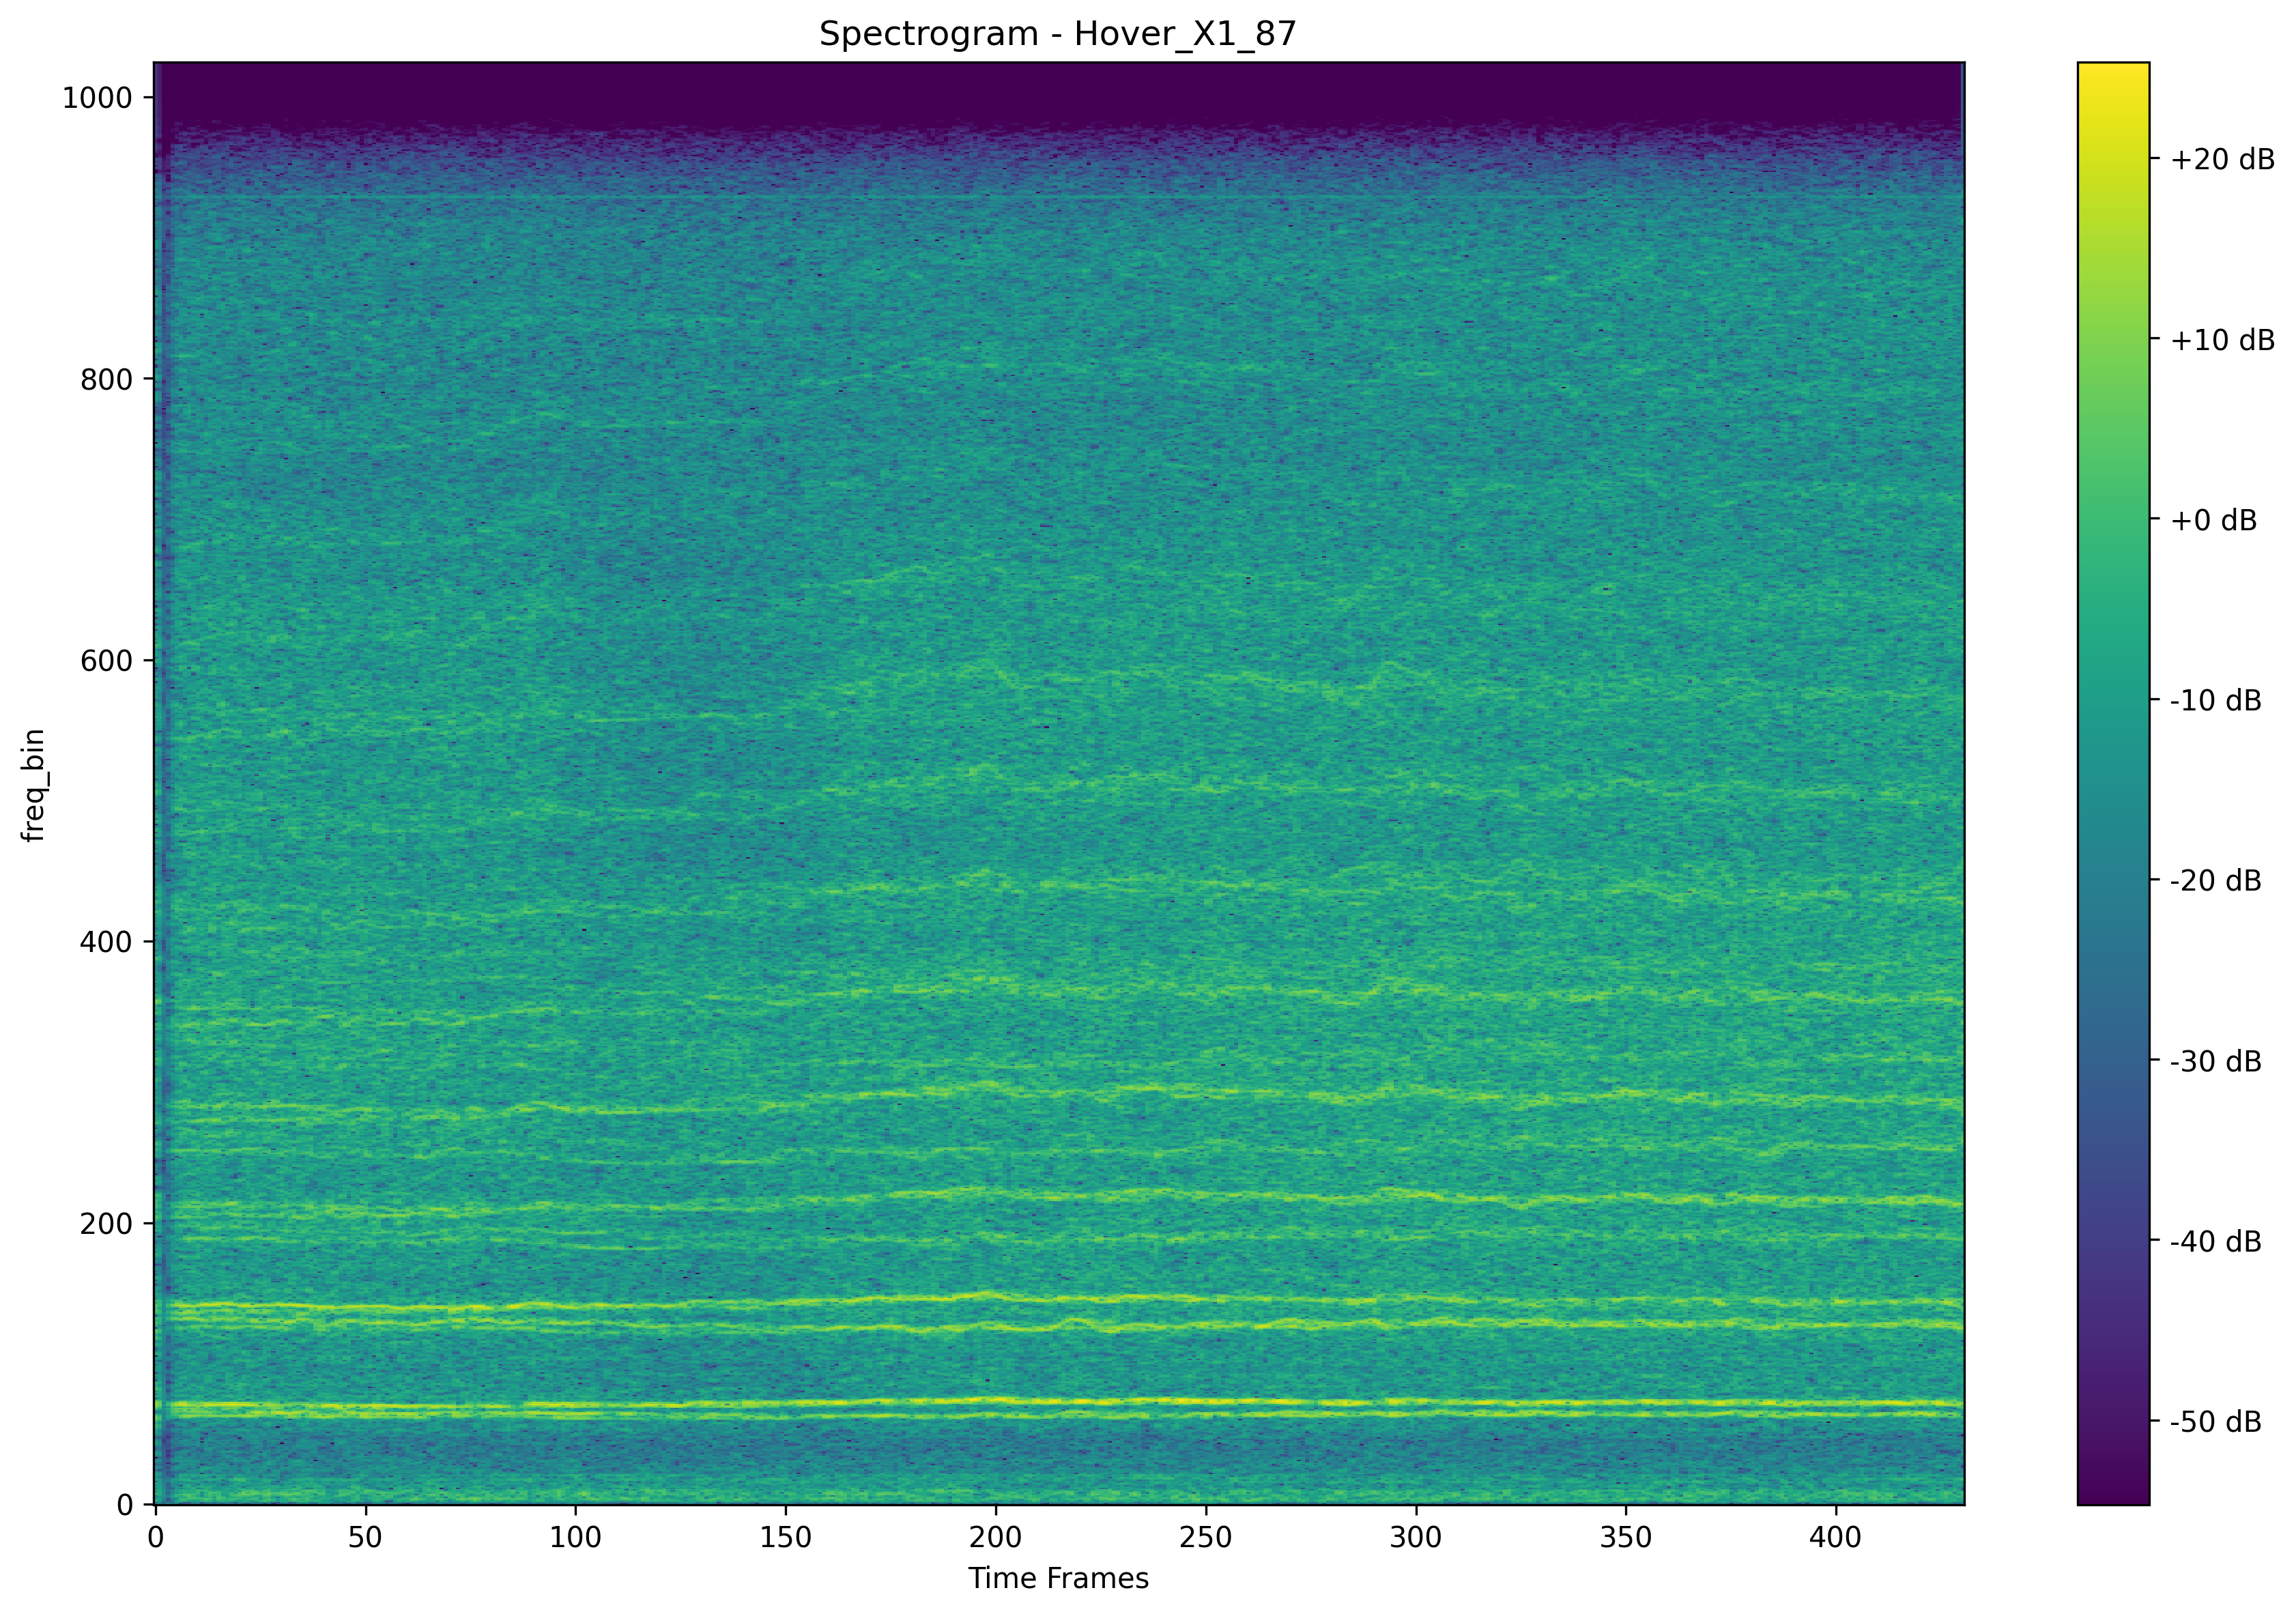 Spectrogram - Hover_X1_87
freq_bin
1000
800
600
400
200
0
0 50 100 150 200 250 300 350 400
Time Frames
+20 dB
+10 dB
+0 dB
-10 dB
-20 dB
-30 dB
-40 dB
-50 dB